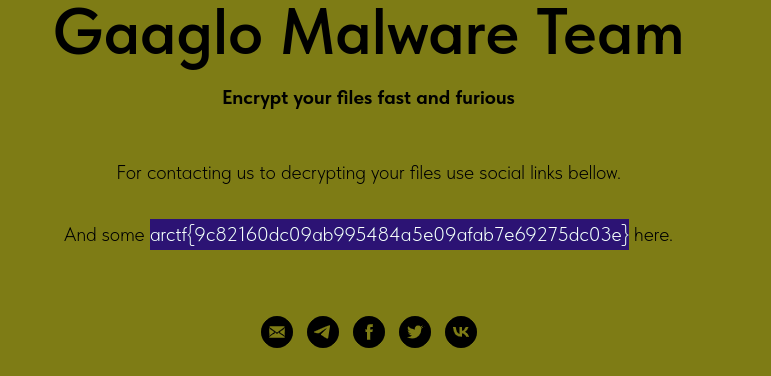 Gaaglo Malware Team
Encrypt your files fast and furious
For contacting us to decrypting your files use social links bellow.
And some arctf{9c82160dc09ab995484a5e09afab7e69275dc03e} here.